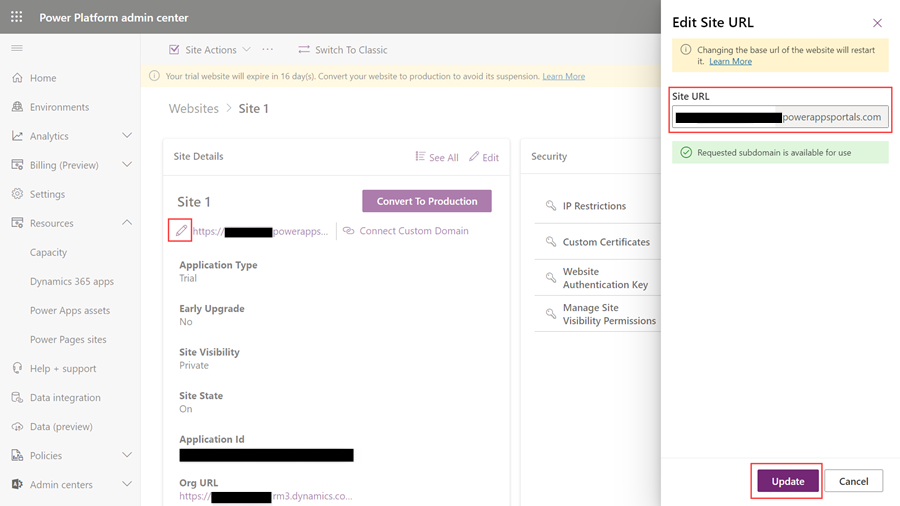 Power Platform admin center
Home
Environments
Analytics
Billing (Preview)
Settings
Resources
Capacity
Dynamics 365 apps
Power Apps assets
Power Pages sites
Help + support
Data integration
Data (preview)
Policies
Admin centers
Site Actions
Switch To Classic
Your trial website will expire in 16 day(s). Convert your website to production to avoid its suspension. Learn More
Websites > Site 1
Site Details
See All
Edit
Site 1
Convert To Production
https:// powerapps...
Connect Custom Domain
Application Type
Trial
Early Upgrade
No
Site Visibility
Private
Site State
On
Application Id
Org URL
https:// rm3.dynamics.co...
Security
IP Restrictions
Custom Certificates
Website
Authentication Key
Manage Site
Visibility Permissions
Edit Site URL
Changing the base url of the website will restart
it. Learn More
Site URL
powerappsportals.com
Requested subdomain is available for use
Update
Cancel